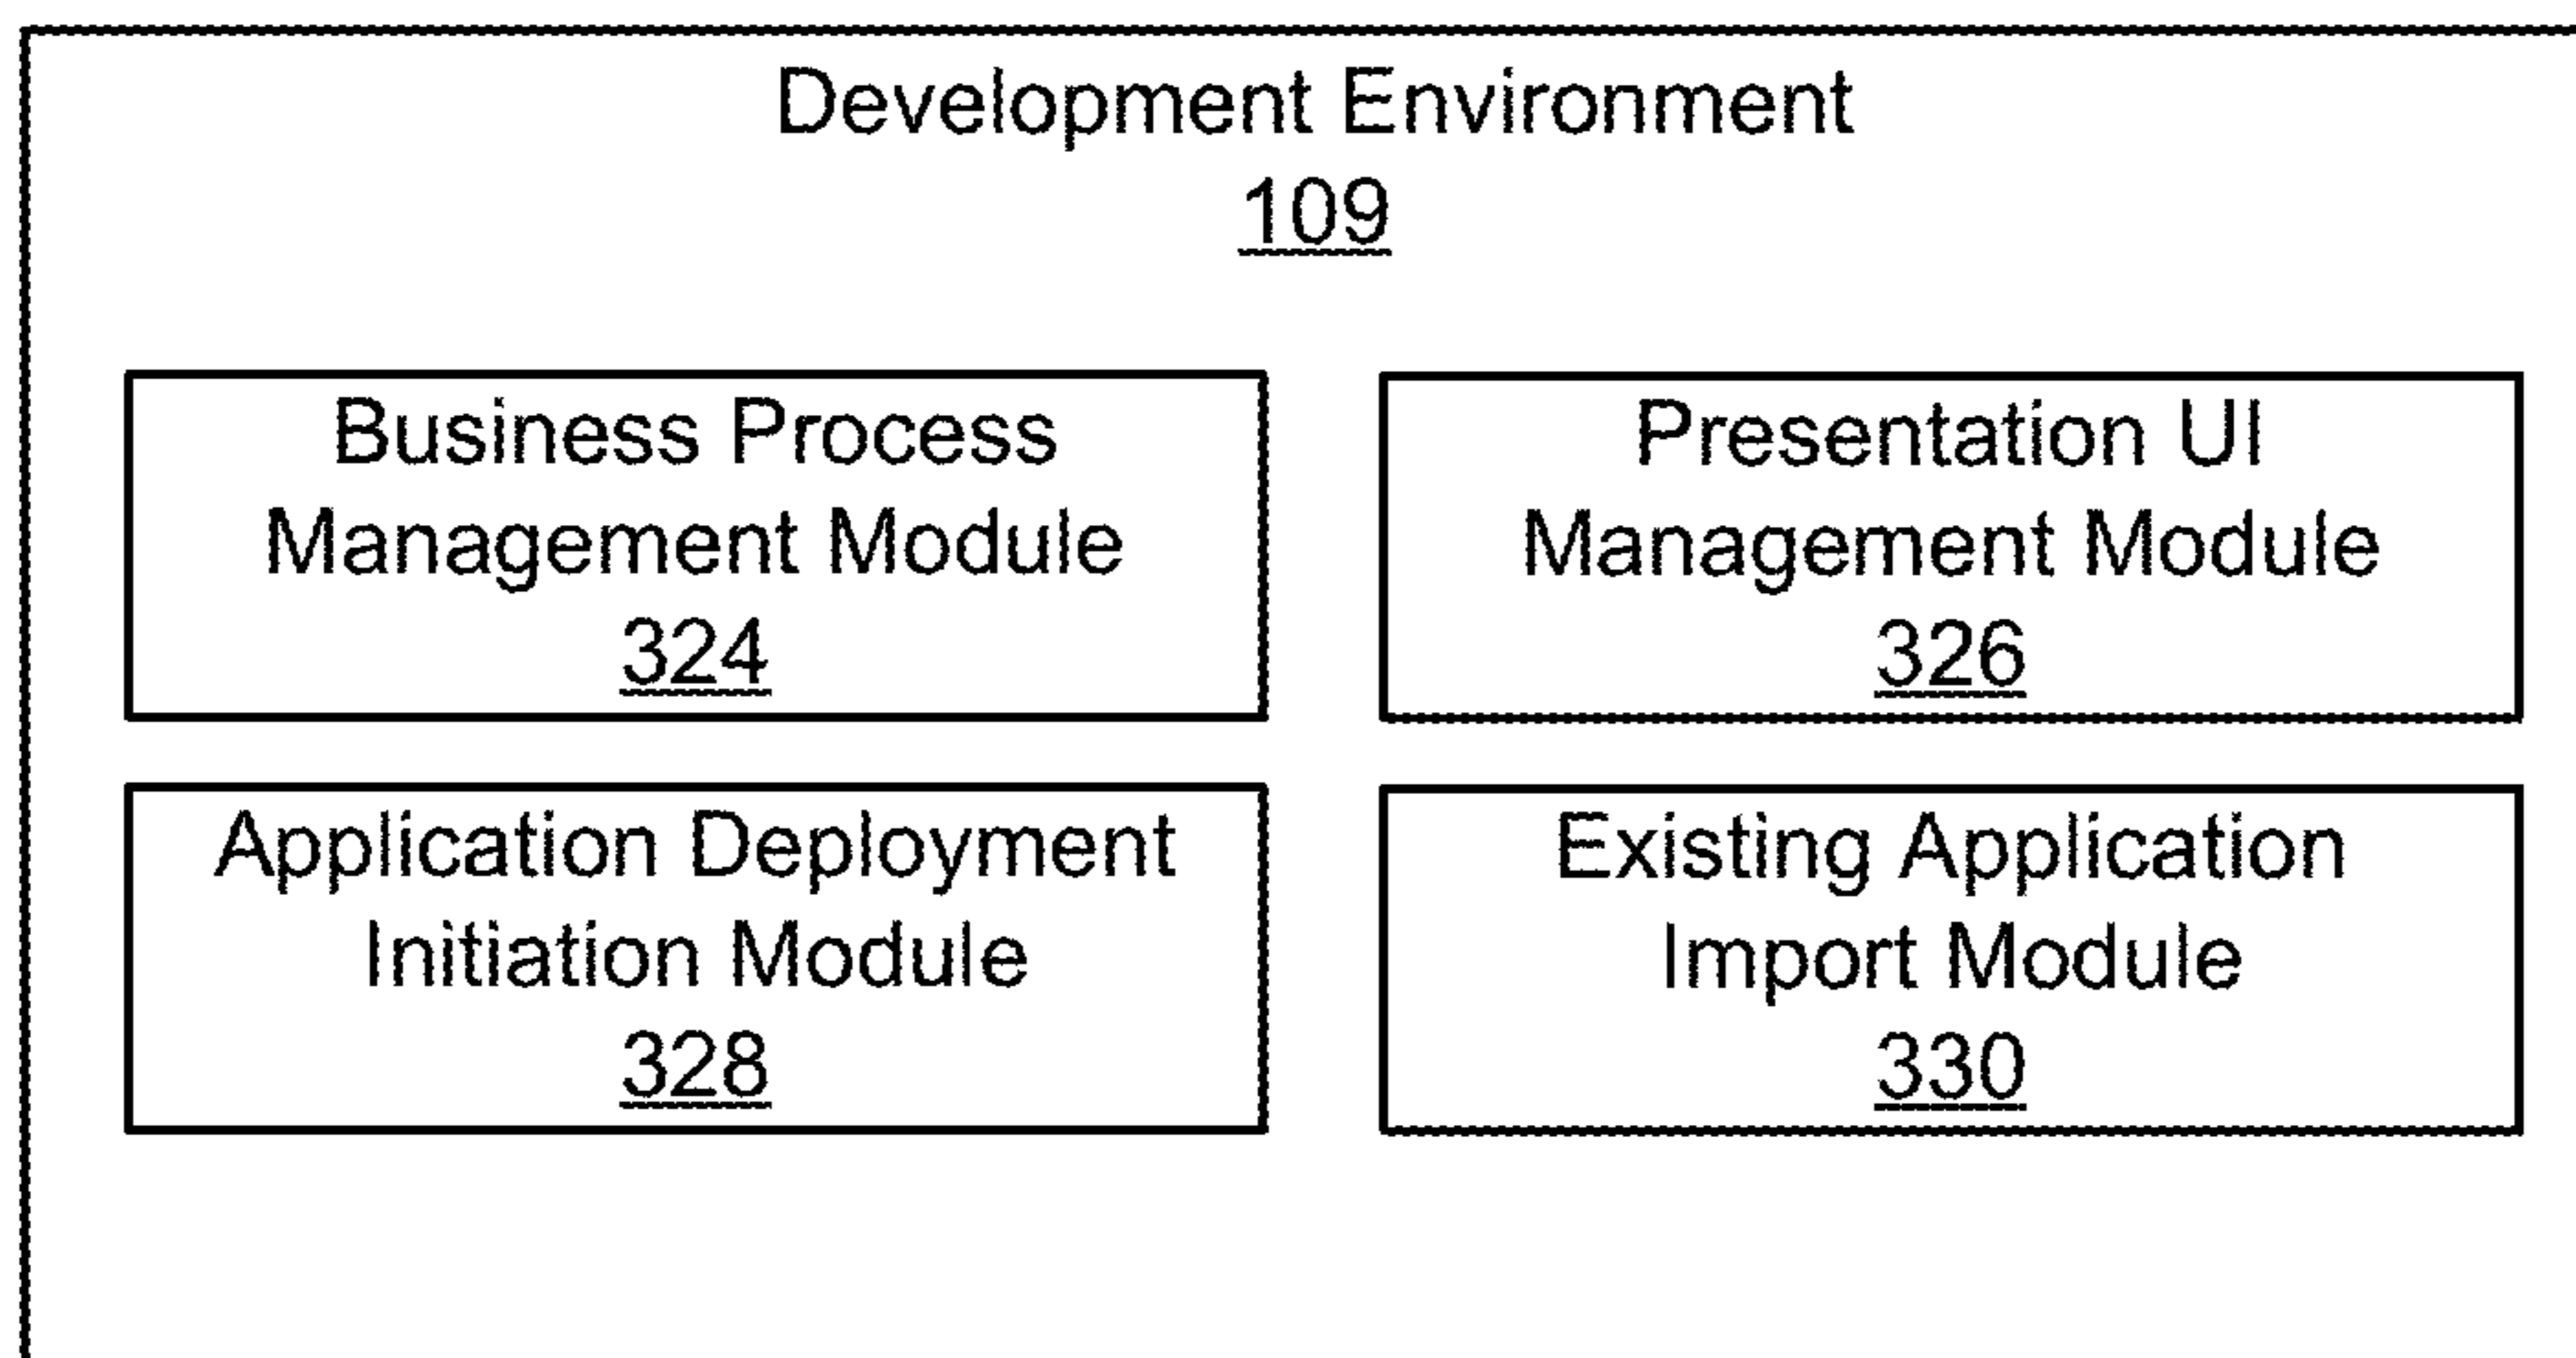 Development Environment
109
Business Process
Management Module
324
Presentation UI
Management Module
326
Application Deployment
Initiation Module
328
Existing Application
Import Module
330